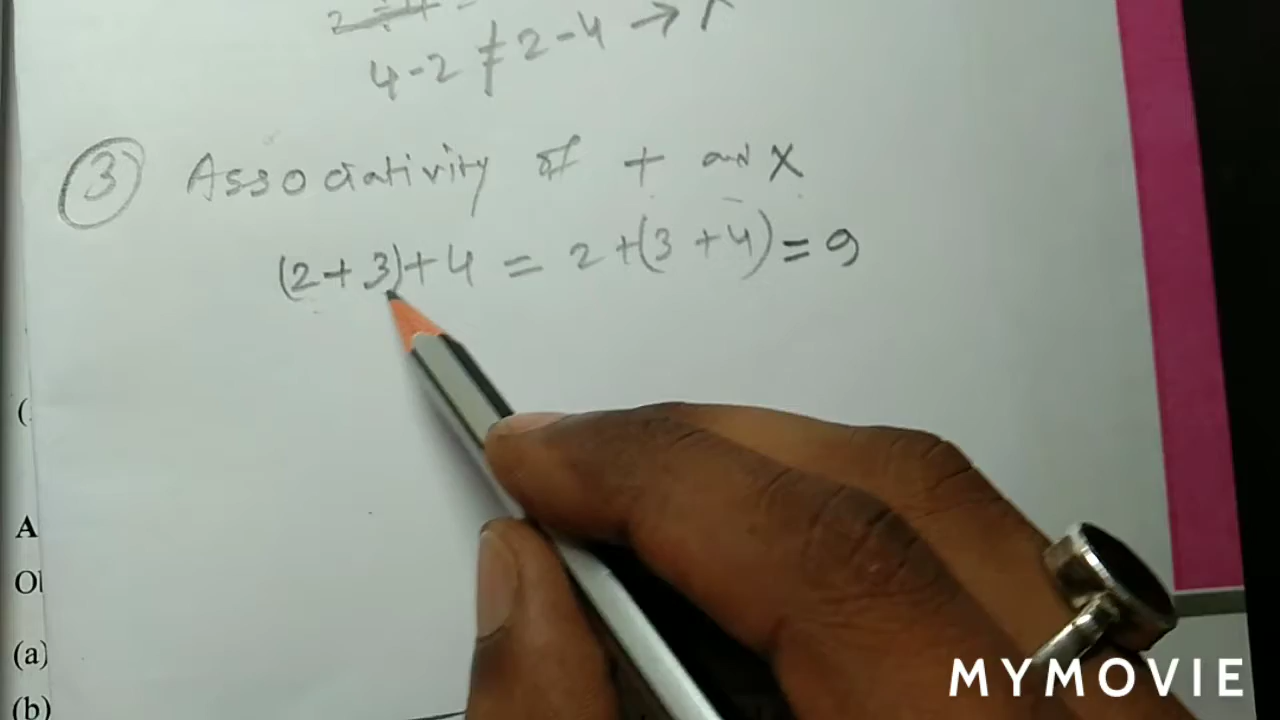 4-2 ≠ 2-4 →
③ Associativity of + and X
(2+3)+4 = 2+(3+4) = 9
(
A
(a)
(b)
MYMOVIE